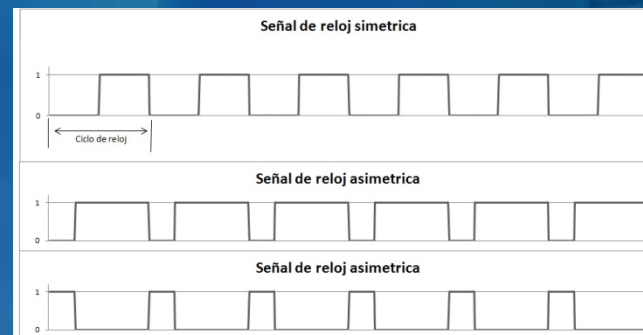 Señal de reloj simetrica
1
0
Ciclo de reloj
Señal de reloj asimetrica
1
0
Señal de reloj asimetrica
1
0